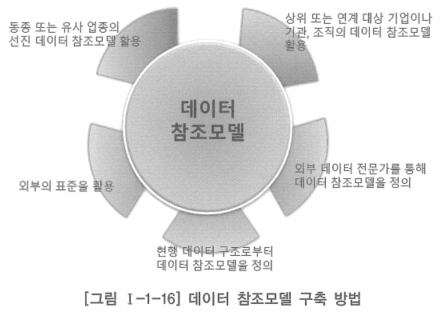 동종 또는 유사 업종의
선진 데이터 참조모델 활용
상위 또는 연계 대상 기업이나
기관, 조직의 데이터 참조모델
활용
데이터
참조모델
외부의 표준을 활용
외부 데이터 전문가를 통해
데이터 참조모델을 정의
현행 데이터 구조로부터
데이터 참조모델을 정의
[그림 Ⅰ-1-16] 데이터 참조모델 구축 방법